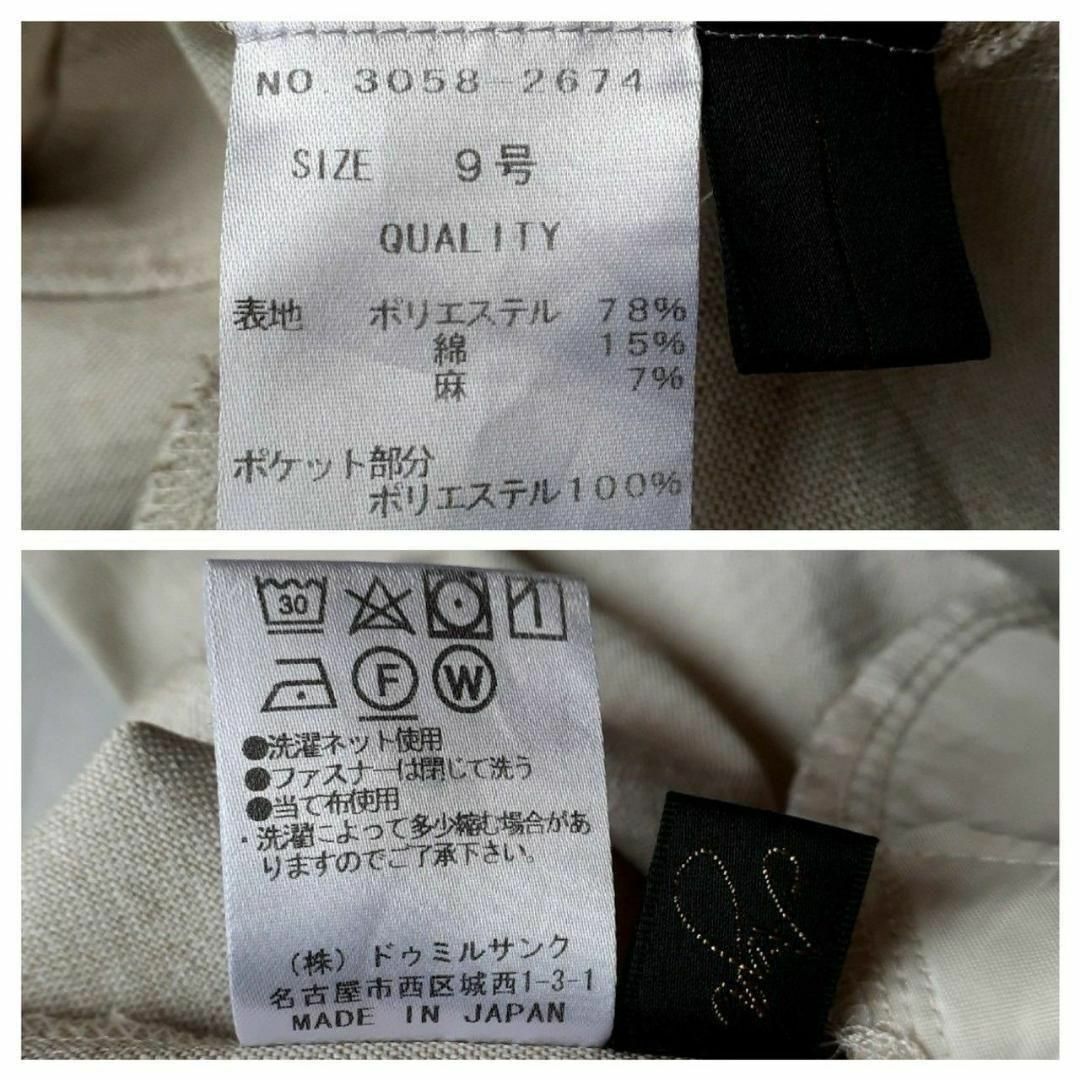 NO. 3058-2674
SIZE 9号
QUALITY
表地 ポリエステル 78%
綿 15%
麻 7%
ポケット部分
ポリエステル100%
30
F W
●洗濯ネット使用
●ファスナーは閉じて洗う
●当て布使用
・洗濯によって多少縮む場合があ
りますのでご了承下さい。
(株) ドゥミルサンク
名古屋市西区城西1-3-1
MADE IN JAPAN